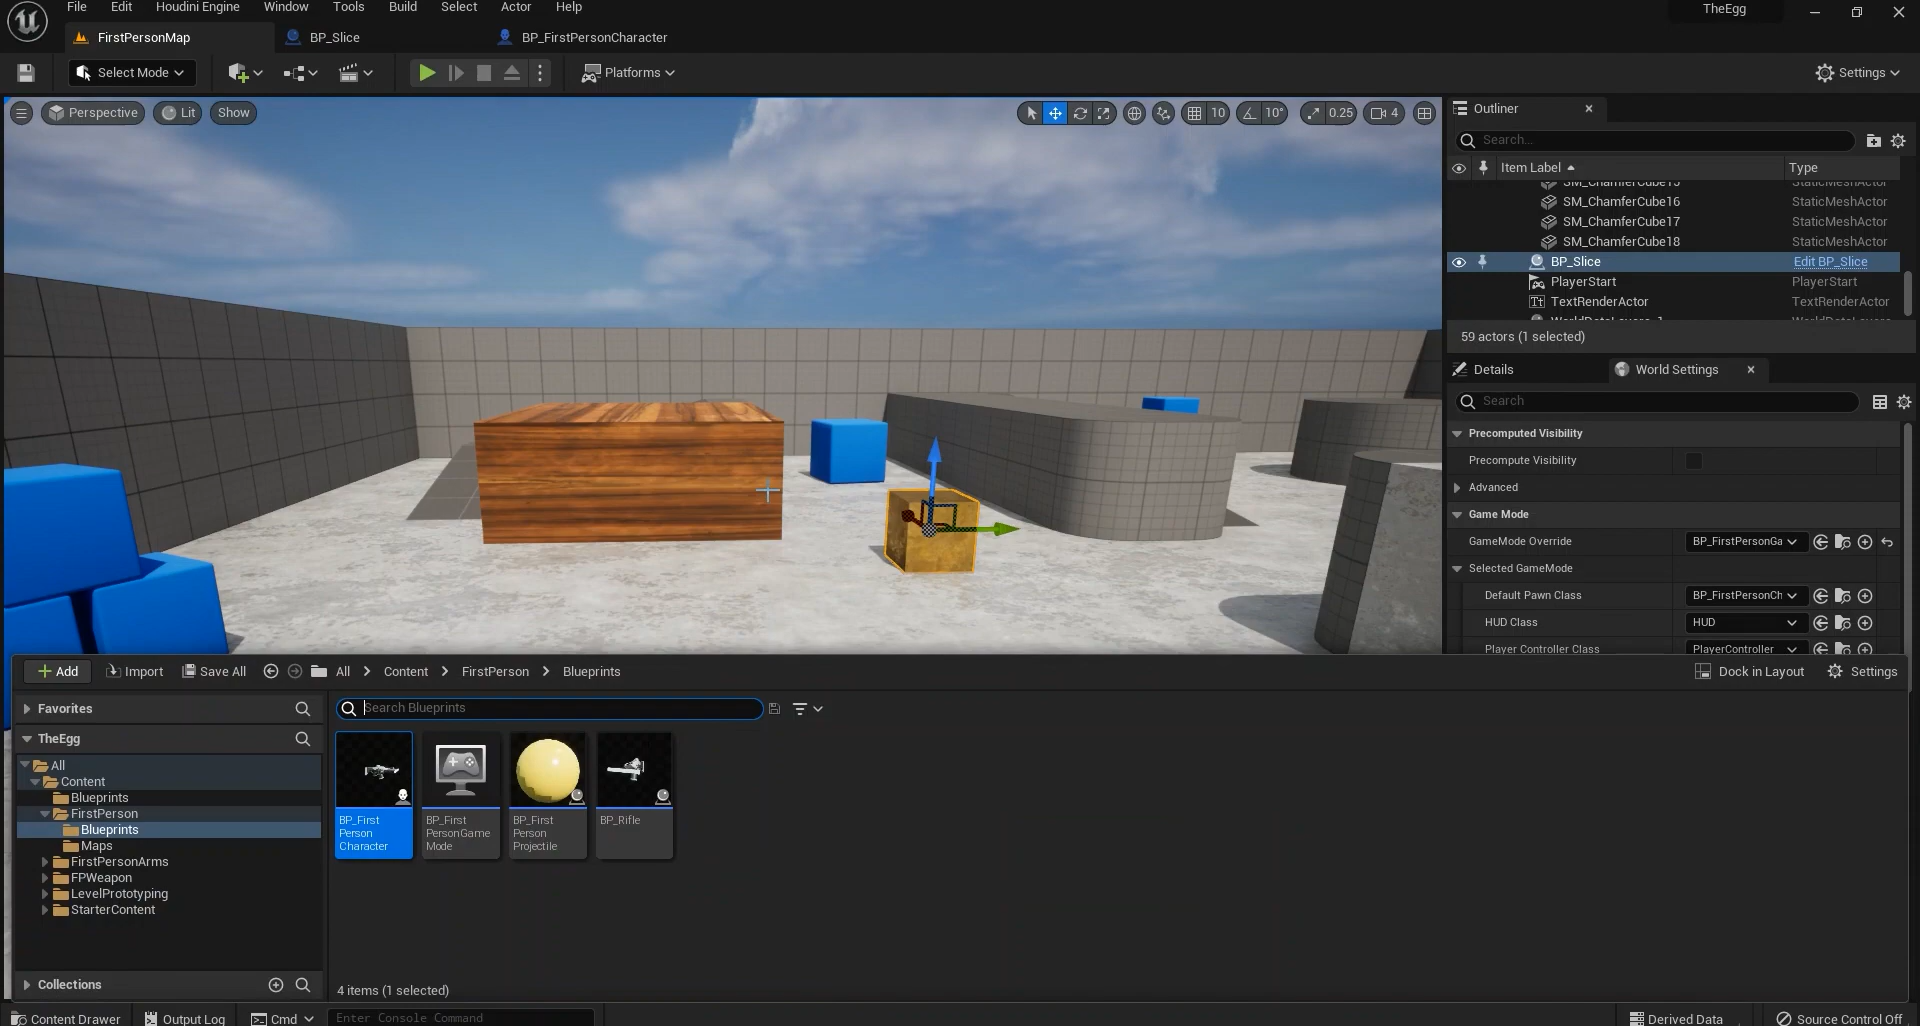 File Edit Houdini Engine Window Tools Build Select Actor Help TheEgg
FirstPersonMap BP_Slice BP_FirstPersonCharacter
Select Mode Platforms Settings
Perspective Lit Show 10 10° 0.25 4
Outliner
Search...
Item Label Type
SM_ChamferCube15 StaticMeshActor
SM_ChamferCube16 StaticMeshActor
SM_ChamferCube17 StaticMeshActor
SM_ChamferCube18 StaticMeshActor
BP_Slice Edit BP_Slice
PlayerStart PlayerStart
TextRenderActor TextRenderActor
WorldDataLayers-1 WorldDataLayers
59 actors (1 selected)
Details World Settings
Search
Precomputed Visibility
Precompute Visibility
Advanced
Game Mode
GameMode Override BP_FirstPersonGa
Selected GameMode
Default Pawn Class BP_FirstPersonCh
HUD Class HUD
Player Controller Class PlayerController
Add Import Save All All Content FirstPerson Blueprints Dock in Layout Settings
Favorites
TheEgg
All
Content
Blueprints
FirstPerson
Blueprints
Maps
FirstPersonArms
FPWeapon
LevelPrototyping
StarterContent
Collections
Search Blueprints
BP_First
Person
Character
BP_First
PersonGame
Mode
BP_First
Person
Projectile
BP_Rifle
4 items (1 selected)
Content Drawer Output Log Cmd Enter Console Command Derived Data Source Control Off